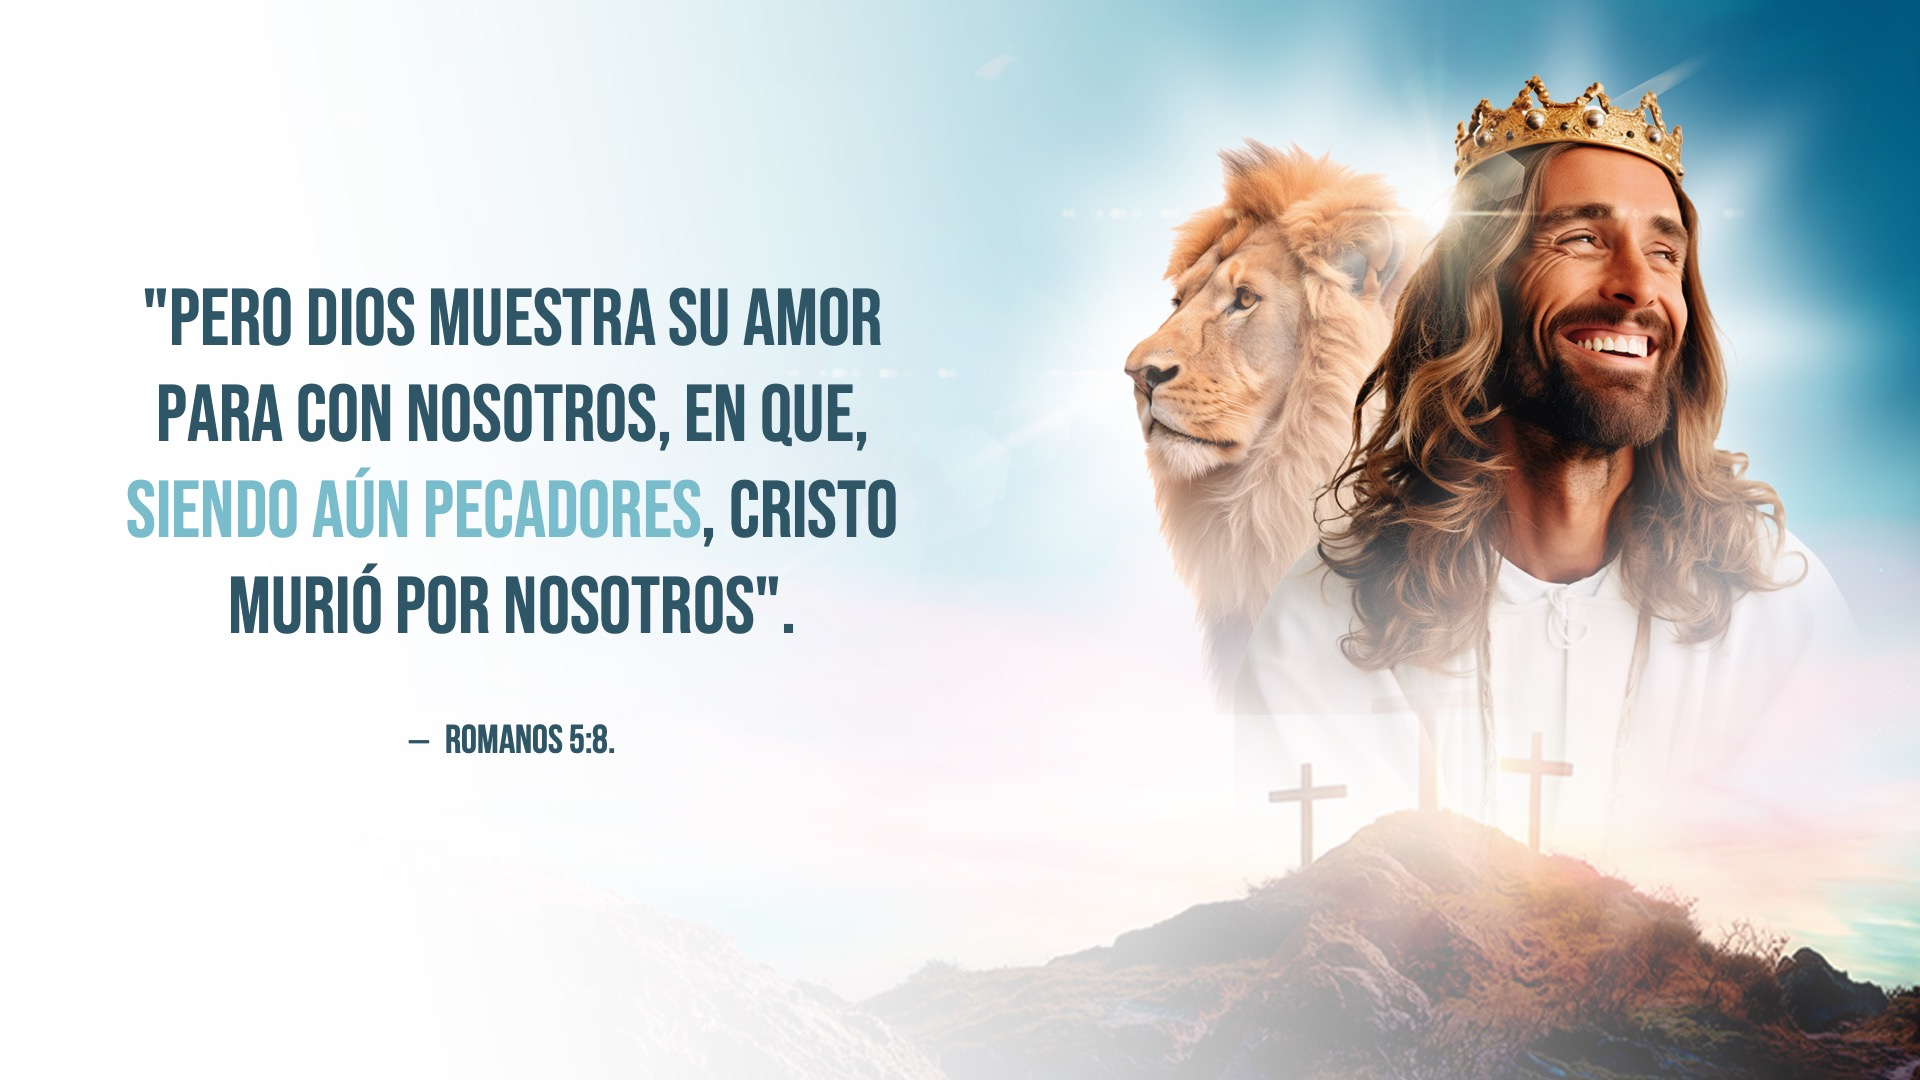 "PERO DIOS MUESTRA SU AMOR
PARA CON NOSOTROS, EN QUE,
SIENDO AÚN PECADORES, CRISTO
MURIÓ POR NOSOTROS".
– ROMANOS 5:8.